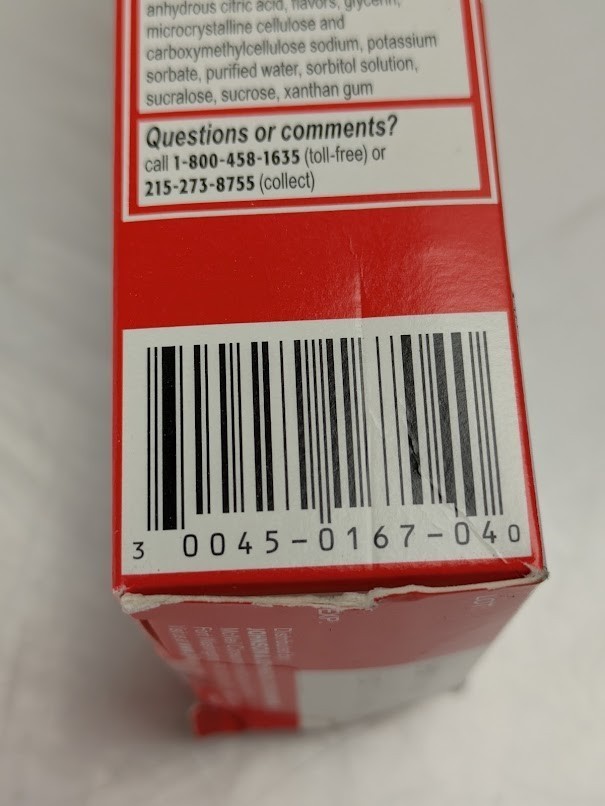 anhydrous citric acid, flavors, glycerin,
microcrystalline cellulose and
carboxymethylcellulose sodium, potassium
sorbate, purified water, sorbitol solution,
sucralose, sucrose, xanthan gum
Questions or comments?
call 1-800-458-1635 (toll-free) or
215-273-8755 (collect)
3 0045-0167-04 0
EXP
LOT